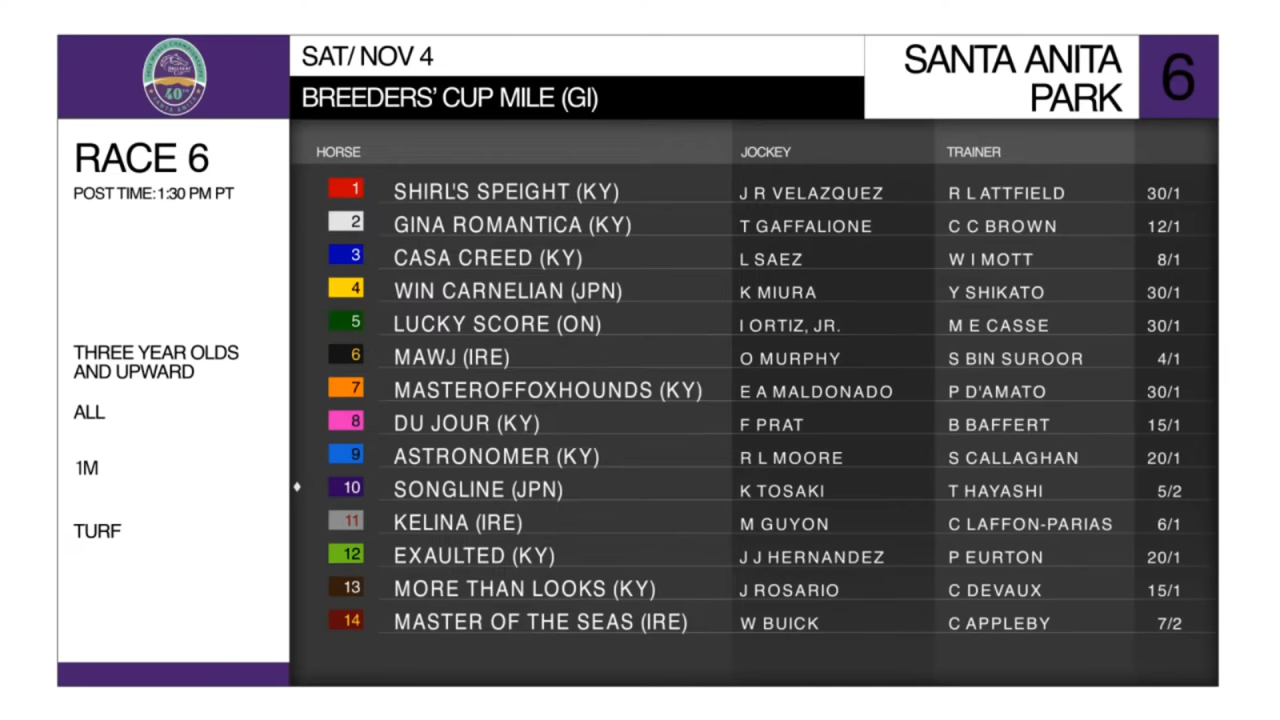 SAT/ NOV 4
BREEDERS' CUP MILE (GI)
SANTA ANITA
PARK
6
40TH
SANTA ANITA
RACE 6
POST TIME: 1:30 PM PT
THREE YEAR OLDS
AND UPWARD
ALL
1M
TURF
HORSE JOCKEY TRAINER
1 SHIRL'S SPEIGHT (KY) J R VELAZQUEZ R L ATTFIELD 30/1
2 GINA ROMANTICA (KY) T GAFFALIONE C C BROWN 12/1
3 CASA CREED (KY) L SAEZ W I MOTT 8/1
4 WIN CARNELIAN (JPN) K MIURA Y SHIKATO 30/1
5 LUCKY SCORE (ON) I ORTIZ, JR. M E CASSE 30/1
6 MAWJ (IRE) O MURPHY S BIN SUROOR 4/1
7 MASTEROFFOXHOUNDS (KY) E A MALDONADO P D'AMATO 30/1
8 DU JOUR (KY) F PRAT B BAFFERT 15/1
9 ASTRONOMER (KY) R L MOORE S CALLAGHAN 20/1
10 SONGLINE (JPN) K TOSAKI T HAYASHI 5/2
11 KELINA (IRE) M GUYON C LAFFON-PARIAS 6/1
12 EXAULTED (KY) J J HERNANDEZ P EURTON 20/1
13 MORE THAN LOOKS (KY) J ROSARIO C DEVAUX 15/1
14 MASTER OF THE SEAS (IRE) W BUICK C APPLEBY 7/2